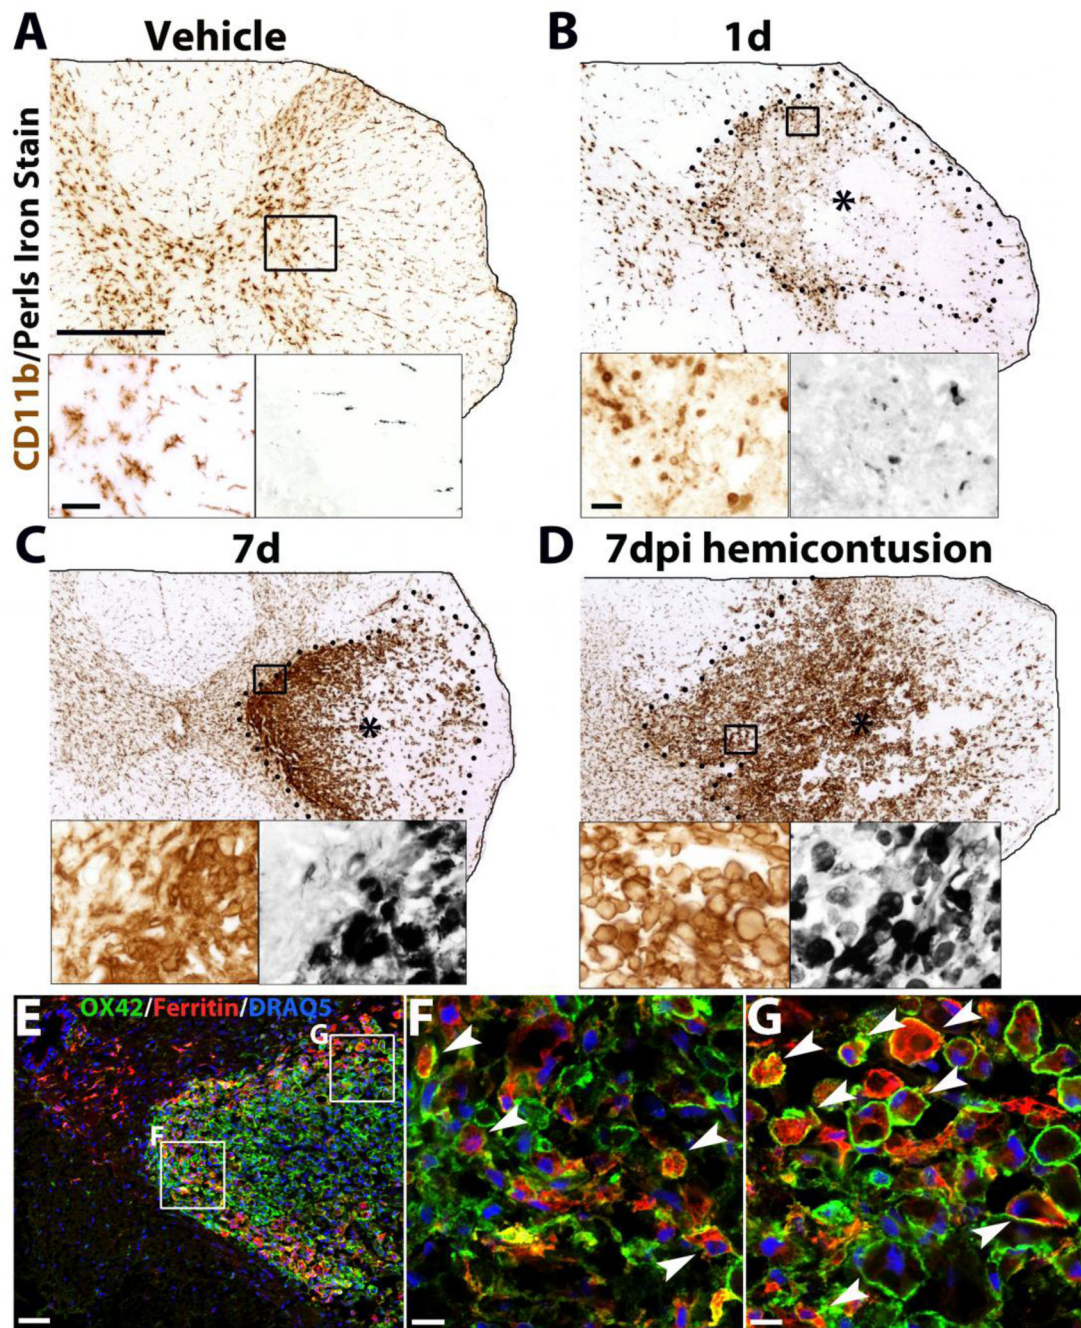 A Vehicle
B 1d
CD11b/Perls Iron Stain
*
C 7d
D 7dpi hemicontusion
*
*
E OX42/Ferritin/DRAQ5
G
F
F
G